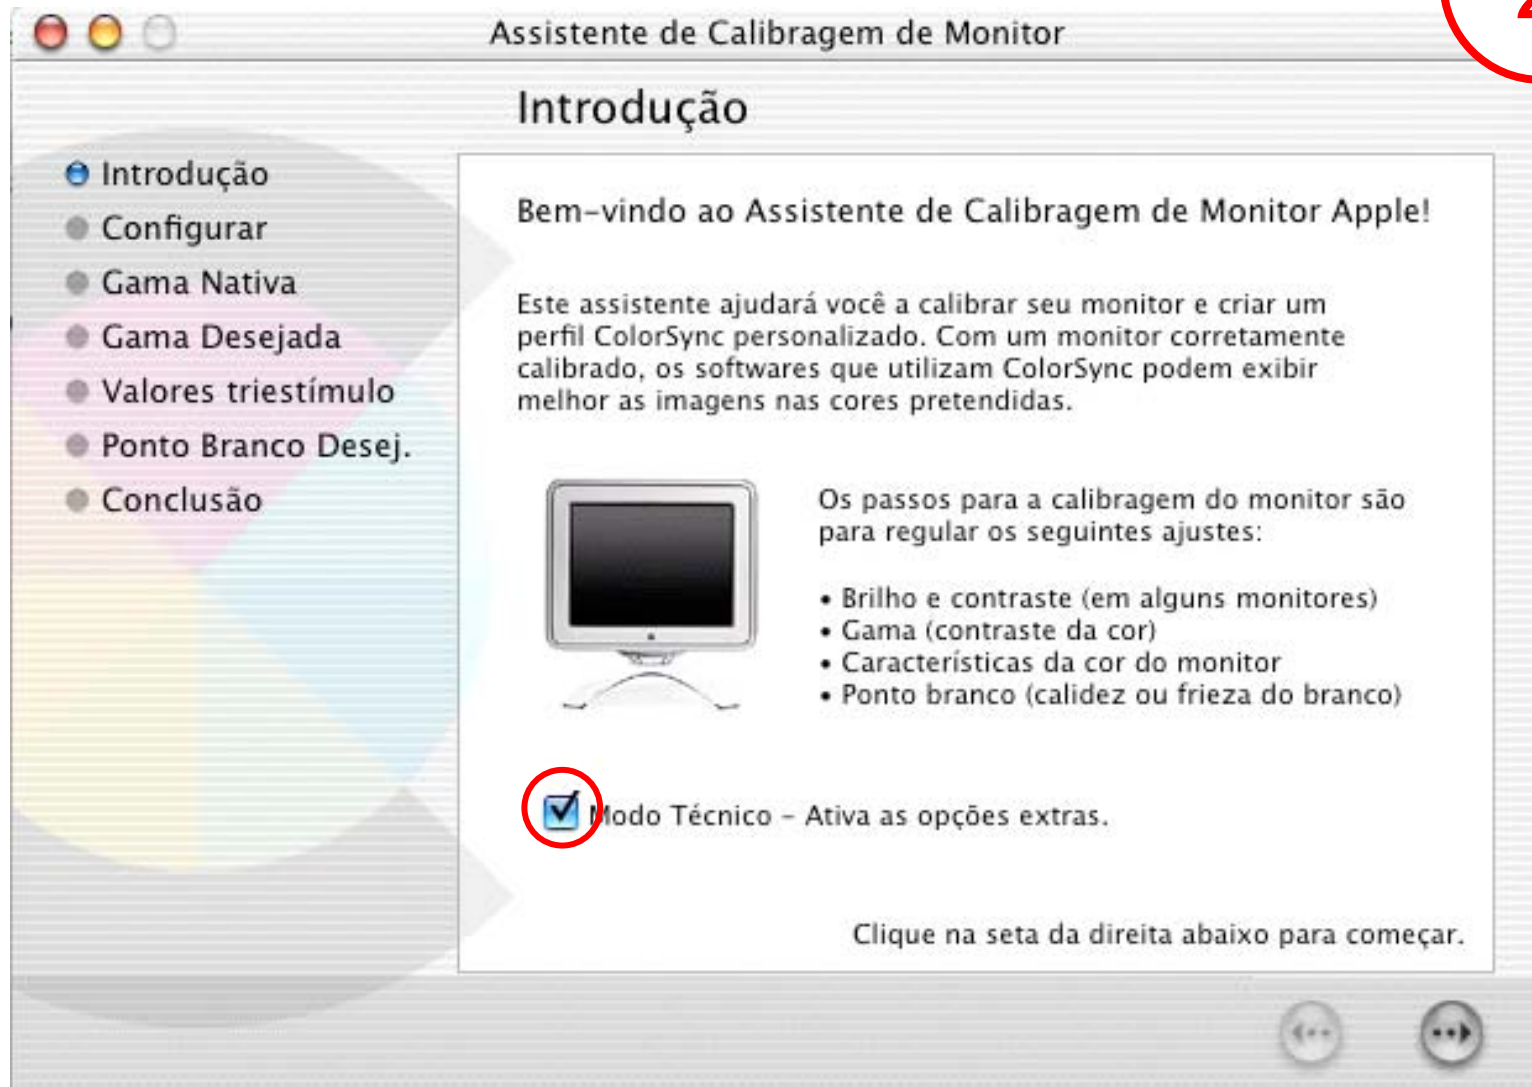 Assistente de Calibragem de Monitor
Introdução
Introdução
Configurar
Gama Nativa
Gama Desejada
Valores triestímulo
Ponto Branco Desej.
Conclusão
Bem-vindo ao Assistente de Calibragem de Monitor Apple!
Este assistente ajudará você a calibrar seu monitor e criar um
perfil ColorSync personalizado. Com um monitor corretamente
calibrado, os softwares que utilizam ColorSync podem exibir
melhor as imagens nas cores pretendidas.
Os passos para a calibragem do monitor são
para regular os seguintes ajustes:
• Brilho e contraste (em alguns monitores)
• Gama (contraste da cor)
• Características da cor do monitor
• Ponto branco (calidez ou frieza do branco)
Modo Técnico - Ativa as opções extras.
Clique na seta da direita abaixo para começar.